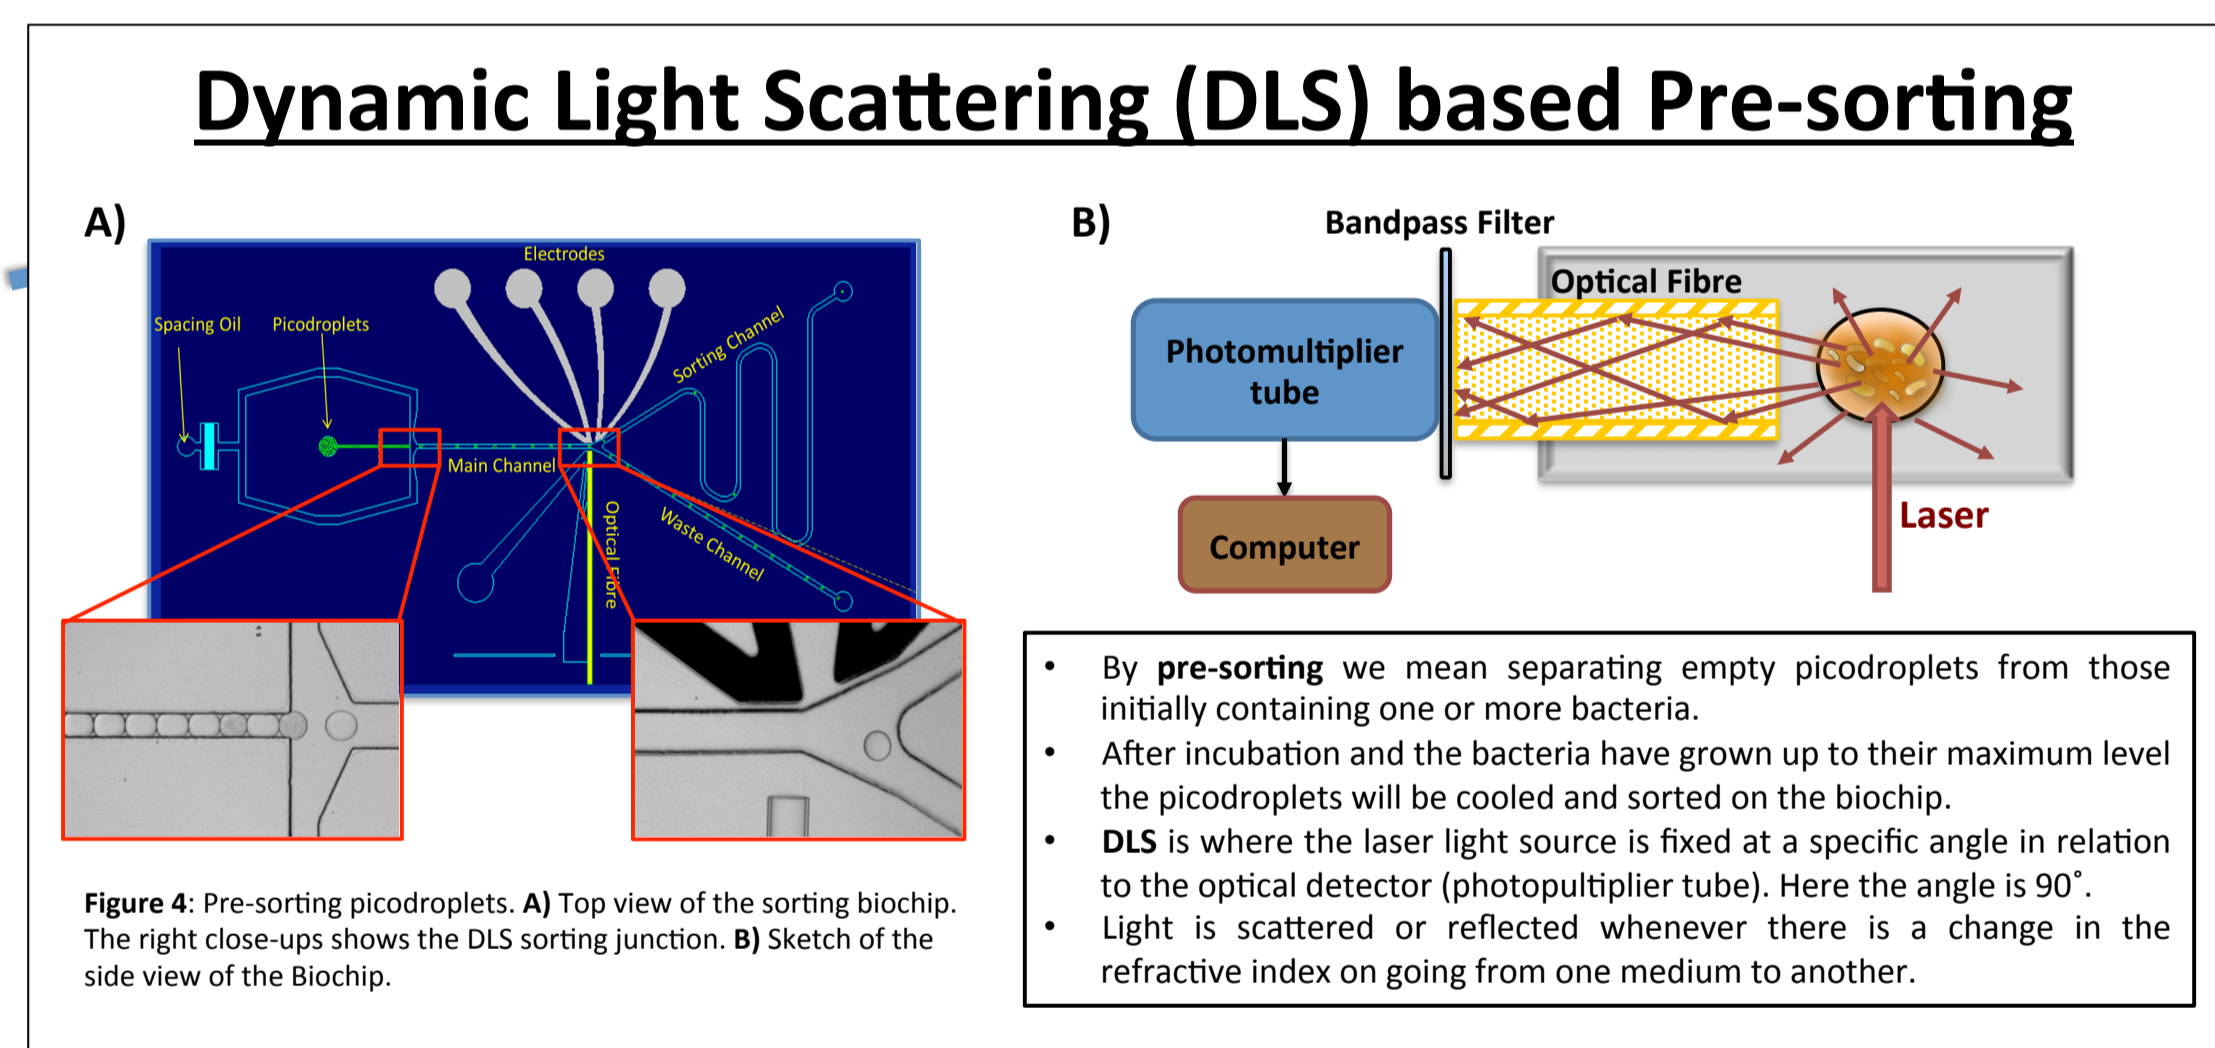 Dynamic Light Scattering (DLS) based Pre-sorting
A)
Electrodes
Spacing Oil
Picodroplets
Sorting Channel
Main Channel
Optical Fibre
Waste Channel
B)
Bandpass Filter
Optical Fibre
Photomultiplier
tube
Computer
Laser
Figure 4: Pre-sorting picodroplets. A) Top view of the sorting biochip.
The right close-ups shows the DLS sorting junction. B) Sketch of the
side view of the Biochip.
• By pre-sorting we mean separating empty picodroplets from those
initially containing one or more bacteria.
• After incubation and the bacteria have grown up to their maximum level
the picodroplets will be cooled and sorted on the biochip.
• DLS is where the laser light source is fixed at a specific angle in relation
to the optical detector (photopultiplier tube). Here the angle is 90˚.
• Light is scattered or reflected whenever there is a change in the
refractive index on going from one medium to another.